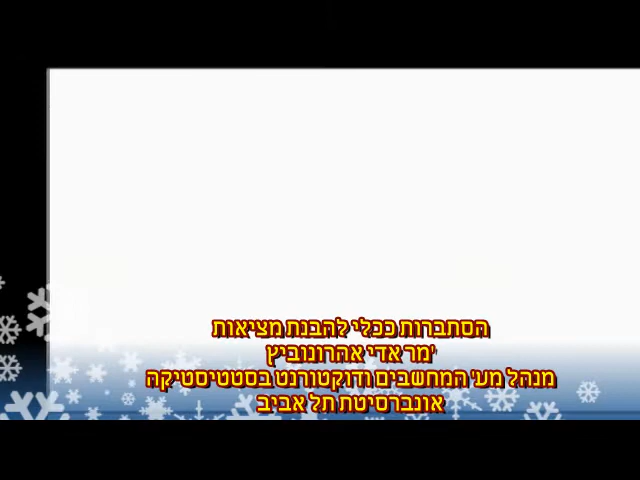 הסתברות ככלי להבנת מציאות
מר אדי אהרונוביץ'
מנהל מע' המחשבים ודוקטורנט בסטטיסטיקה
אונברסיטת תל אביב